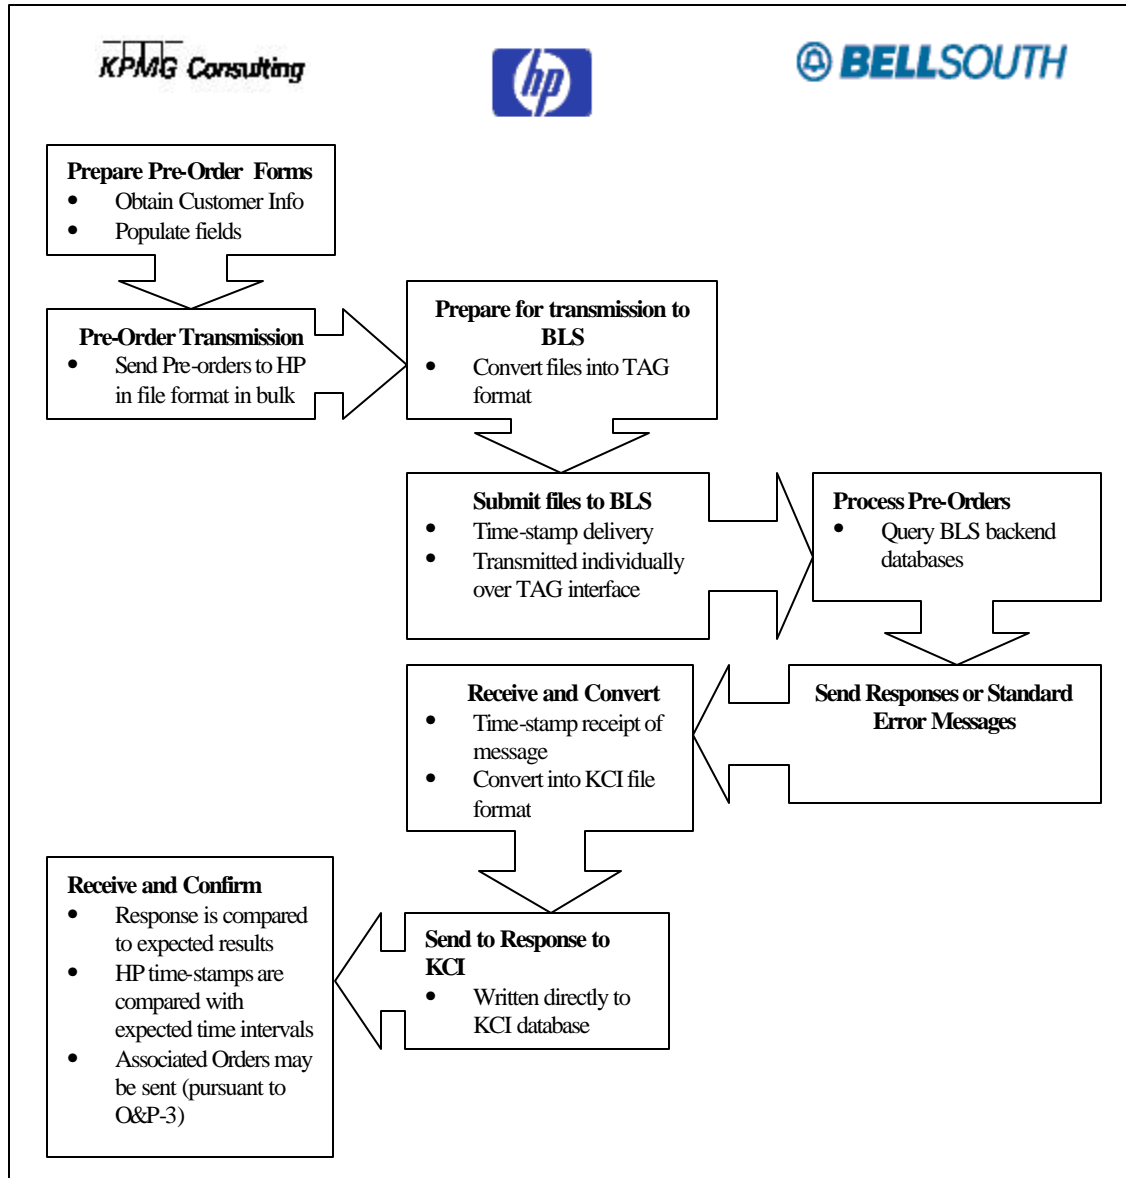 KPMG Consulting
hp
BELLSOUTH
Prepare Pre-Order Forms
• Obtain Customer Info
• Populate fields
Pre-Order Transmission
• Send Pre-orders to HP
in file format in bulk
Prepare for transmission to
BLS
• Convert files into TAG
format
Submit files to BLS
• Time-stamp delivery
• Transmitted individually
over TAG interface
Process Pre-Orders
• Query BLS backend
databases
Send Responses or Standard
Error Messages
Receive and Convert
• Time-stamp receipt of
message
• Convert into KCI file
format
Send to Response to
KCI
• Written directly to
KCI database
Receive and Confirm
• Response is compared
to expected results
• HP time-stamps are
compared with
expected time intervals
• Associated Orders may
be sent (pursuant to
O&P-3)